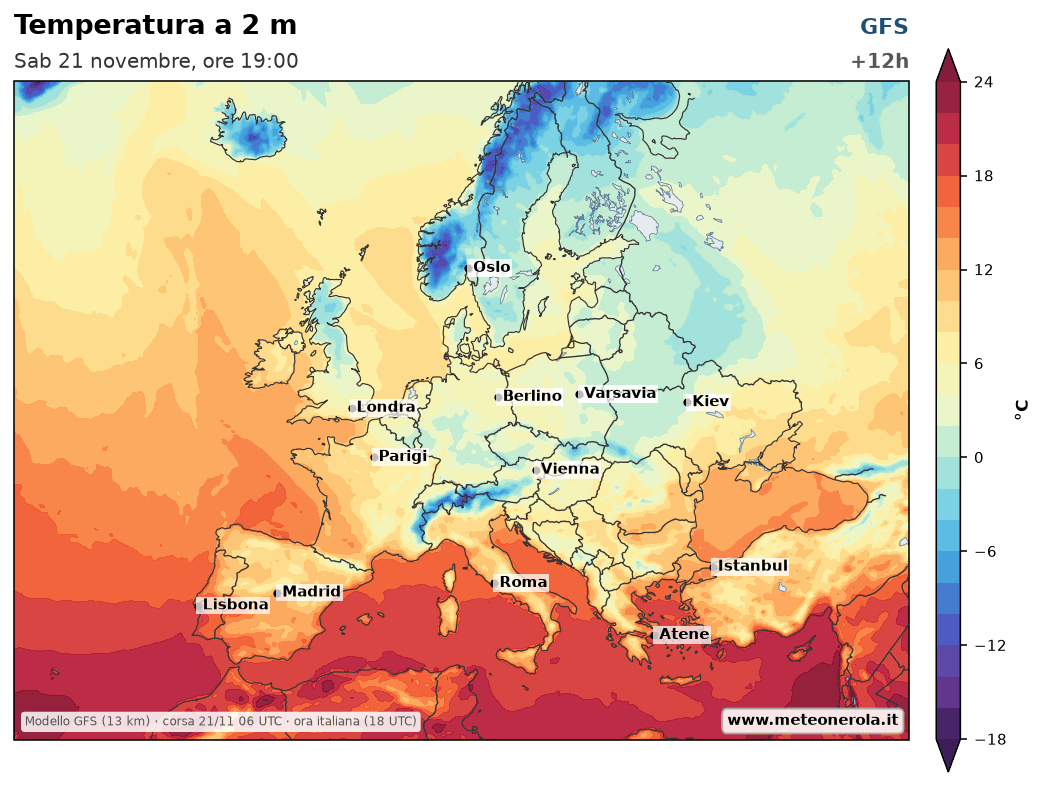 Temperatura a 2 m
GFS
Sab 21 novembre, ore 19:00
+12h
24
18
12
6
0
−6
−12
−18
°C
Oslo
Londra
Berlino
Varsavia
Kiev
Parigi
Vienna
Istanbul
Roma
Madrid
Lisbona
Atene
Modello GFS (13 km) · corsa 21/11 06 UTC · ora italiana (18 UTC)
www.meteonerola.it